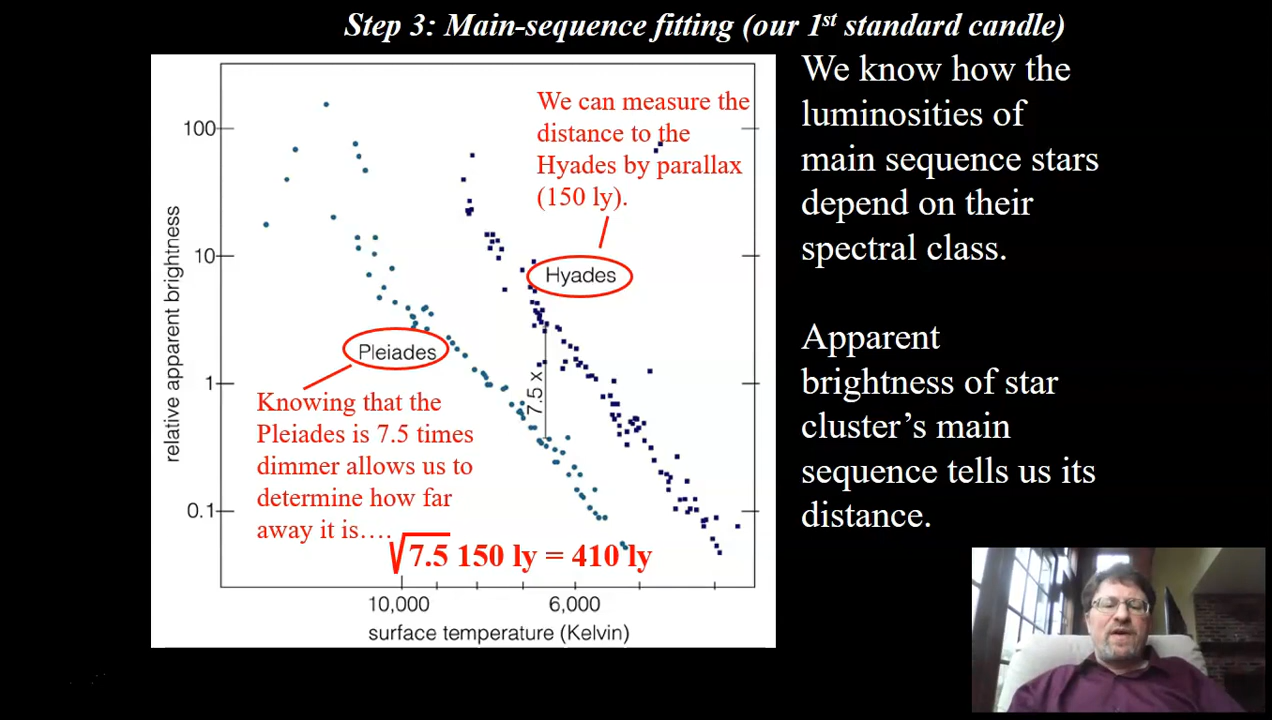 Step 3: Main-sequence fitting (our 1st standard candle)
We can measure the
distance to the
Hyades by parallax
(150 ly).
100
10
1
0.1
relative apparent brightness
Hyades
Pleiades
7.5 x
Knowing that the
Pleiades is 7.5 times
dimmer allows us to
determine how far
away it is….
√7.5 150 ly = 410 ly
10,000
6,000
surface temperature (Kelvin)
We know how the
luminosities of
main sequence stars
depend on their
spectral class.
Apparent
brightness of star
cluster’s main
sequence tells us its
distance.